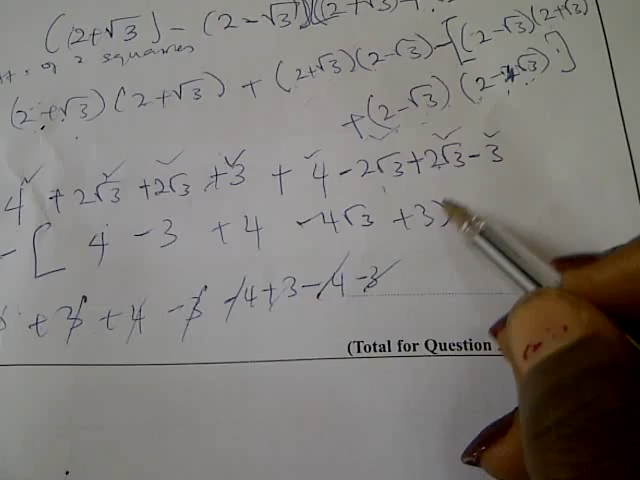 (2+√3) - (2-√3)(2+√3)
of 2 squares
(2+√3)(2+√3) + (2+√3)(2-√3) - [(2-√3)(2+√3)
+(2-√3)(2-√3)]
4 + 2√3 + 2√3 + 3 + 4 - 2√3 + 2√3 - 3
- [ 4 - 3 + 4 - 4√3 + 3
+ 3 + 4 - 3 - 4 + 3 - 4 - 3
(Total for Question